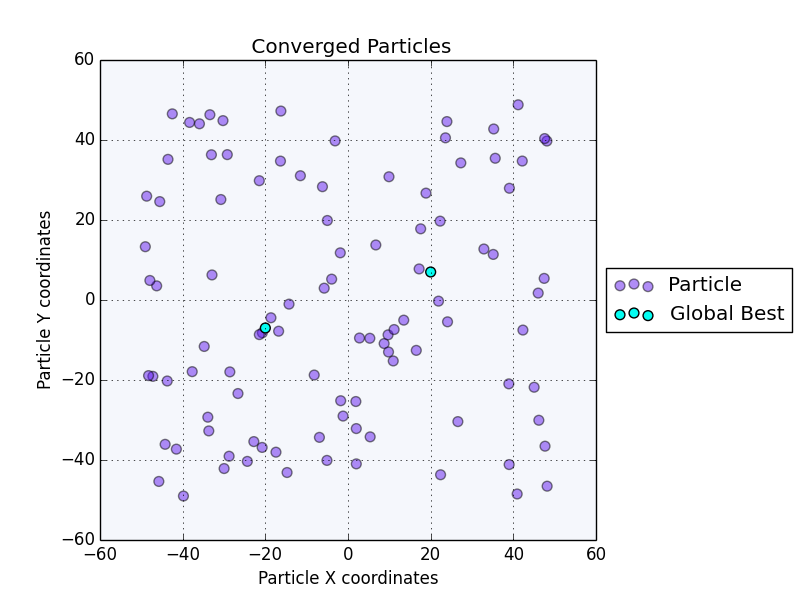 Converged Particles
60
40
20
0
−20
−40
−60
Particle Y coordinates
−60 −40 −20 0 20 40 60
Particle X coordinates
Particle
Global Best